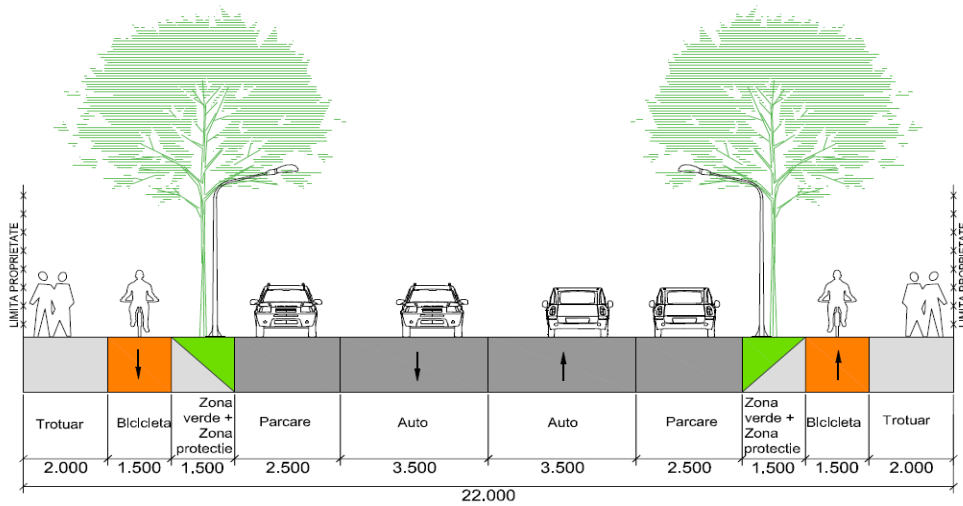 LIMITA PROPRIETATE
LIMITA PROPRIETATE
Trotuar
Bicicleta
Zona
verde +
Zona
protectie
Parcare
Auto
Auto
Parcare
Zona
verde +
Zona
protectie
Bicicleta
Trotuar
2.000
1.500
1.500
2.500
3.500
3.500
2.500
1.500
1.500
2.000
22.000